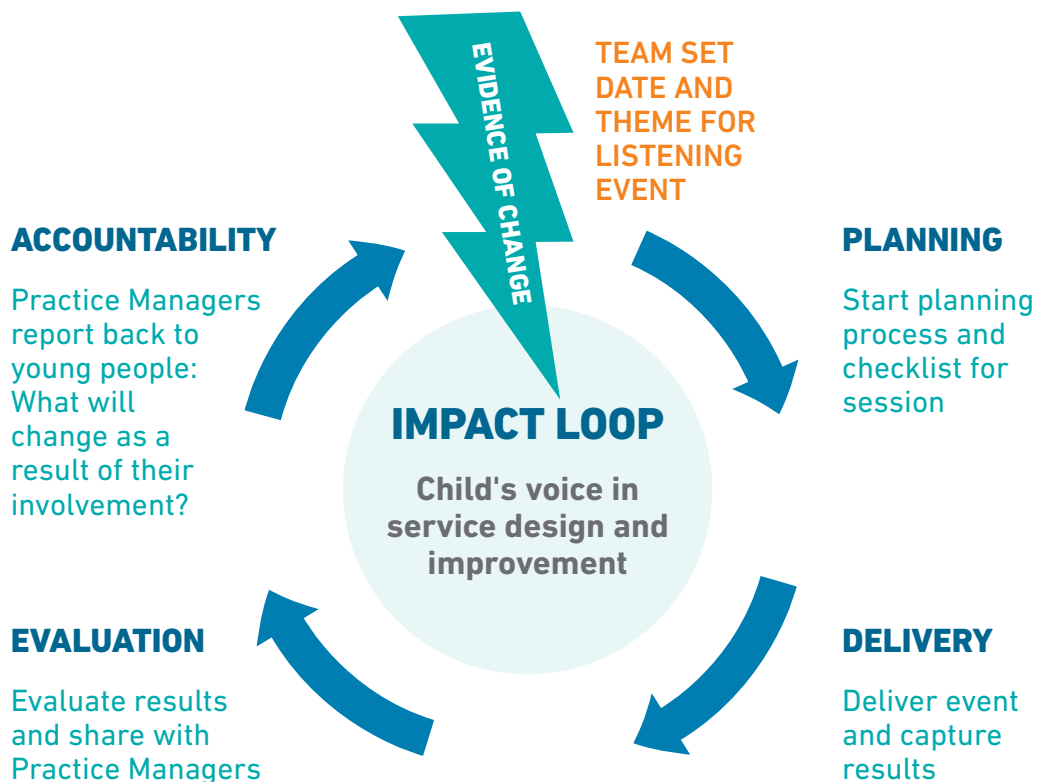 EVIDENCE OF CHANGE
TEAM SET
DATE AND
THEME FOR
LISTENING
EVENT
PLANNING
Start planning
process and
checklist for
session
DELIVERY
Deliver event
and capture
results
EVALUATION
Evaluate results
and share with
Practice Managers
ACCOUNTABILITY
Practice Managers
report back to
young people:
What will
change as a
result of their
involvement?
IMPACT LOOP
Child's voice in
service design and
improvement